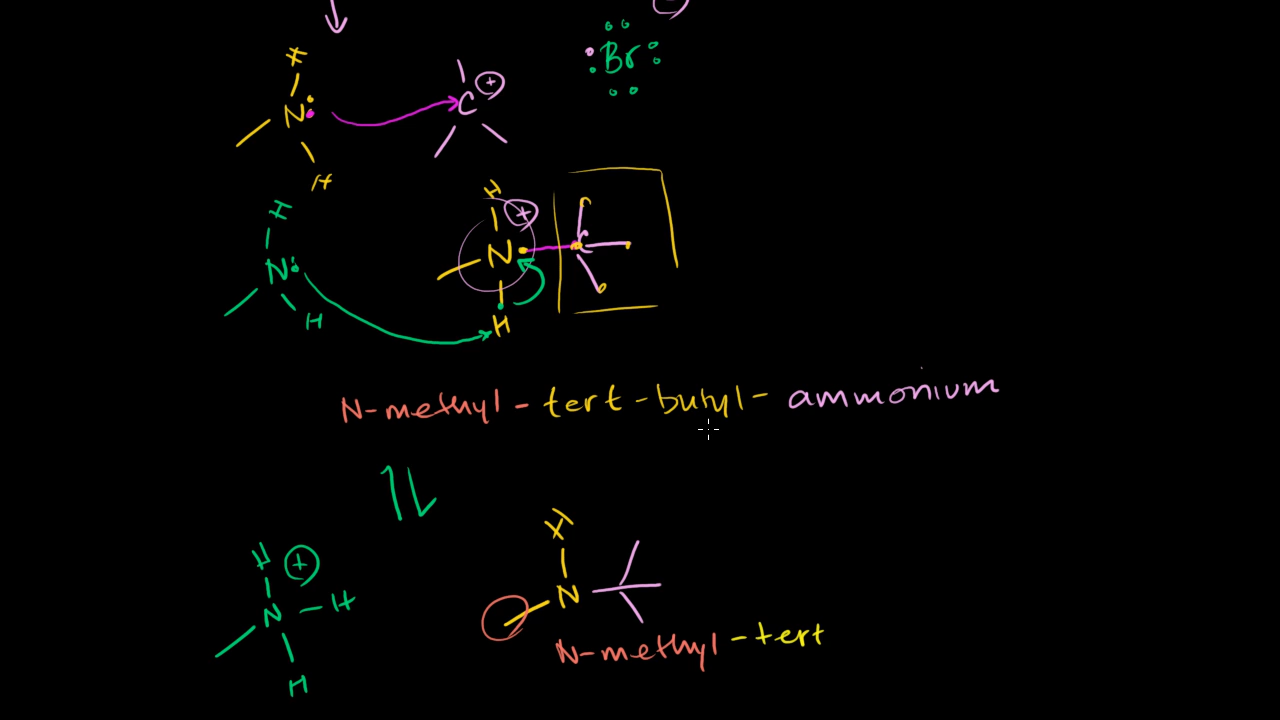 H
Br
N
C +
H
H
H +
N
N
C
H
H
N-methyl - tert - butyl - ammonium
H
H +
N
N - H
H
N-methyl - tert